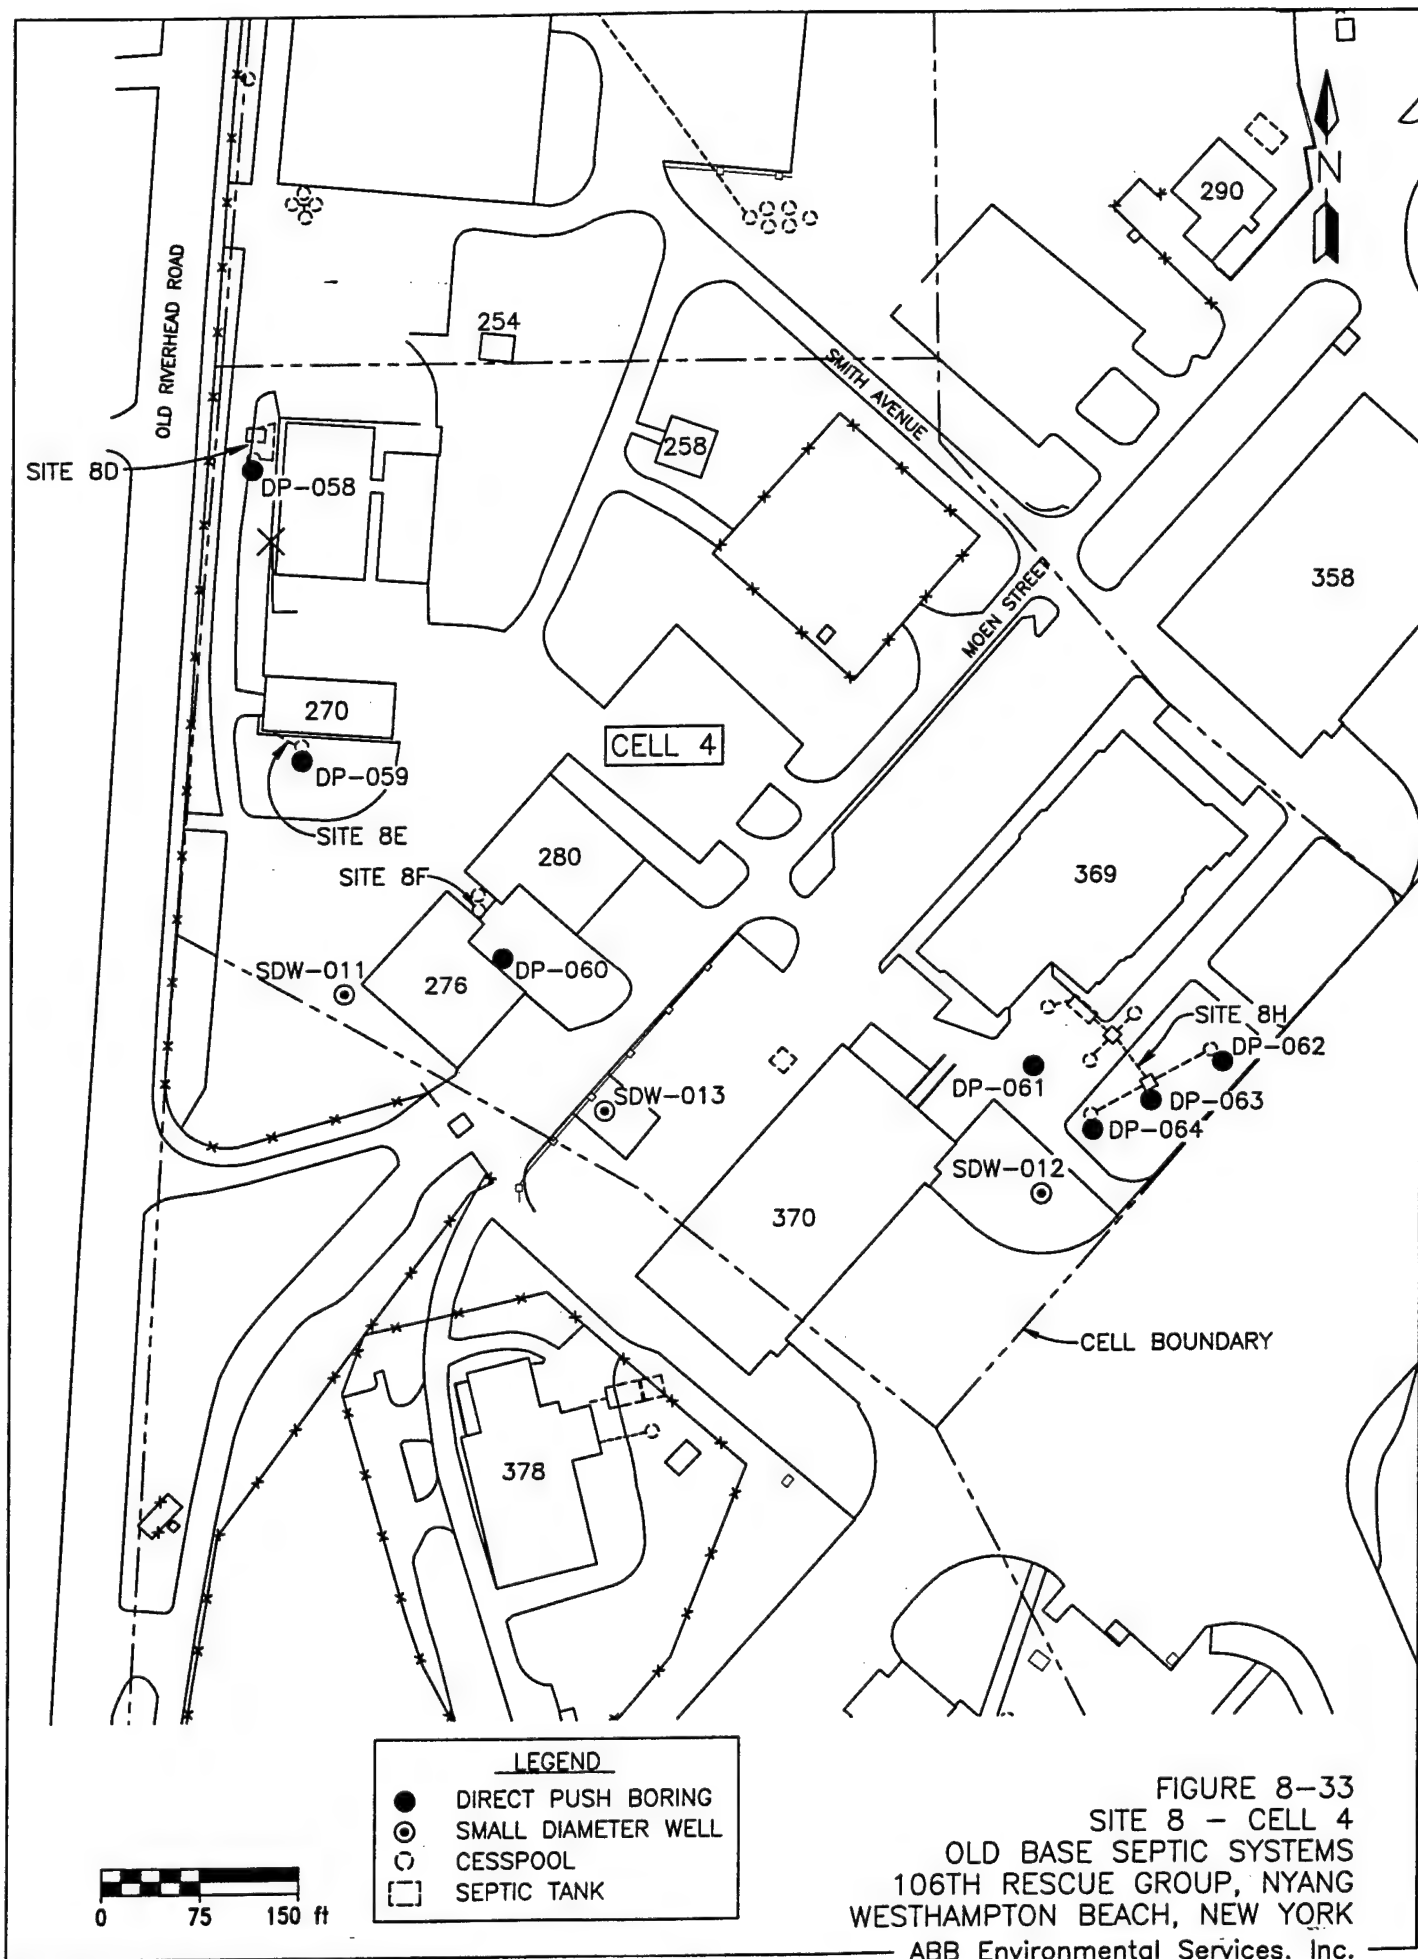 N
290
OLD RIVERHEAD ROAD
254
SMITH AVENUE
258
SITE 8D
DP-058
358
MOEN STREET
270
CELL 4
DP-059
SITE 8E
280
369
SITE 8F
SDW-011
276
DP-060
SITE 8H
DP-062
DP-061
SDW-013
DP-063
DP-064
SDW-012
370
CELL BOUNDARY
378
LEGEND
DIRECT PUSH BORING
SMALL DIAMETER WELL
CESSPOOL
SEPTIC TANK
0 75 150 ft
FIGURE 8-33
SITE 8 - CELL 4
OLD BASE SEPTIC SYSTEMS
106TH RESCUE GROUP, NYANG
WESTHAMPTON BEACH, NEW YORK
ABB Environmental Services, Inc.